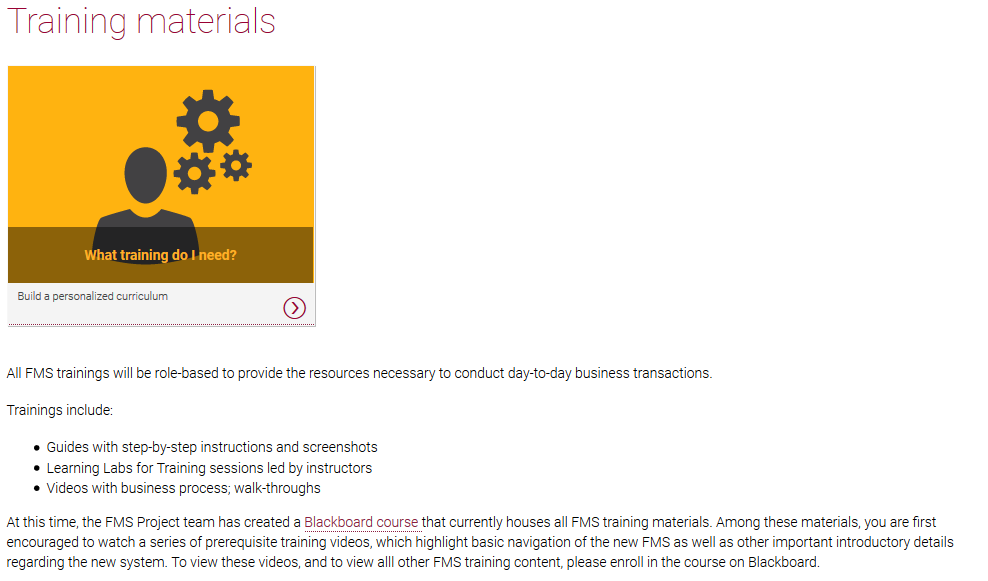 Training materials
What training do I need?
Build a personalized curriculum
All FMS trainings will be role-based to provide the resources necessary to conduct day-to-day business transactions.
Trainings include:
Guides with step-by-step instructions and screenshots
Learning Labs for Training sessions led by instructors
Videos with business process; walk-throughs
At this time, the FMS Project team has created a Blackboard course that currently houses all FMS training materials. Among these materials, you are first
encouraged to watch a series of prerequisite training videos, which highlight basic navigation of the new FMS as well as other important introductory details
regarding the new system. To view these videos, and to view alll other FMS training content, please enroll in the course on Blackboard.